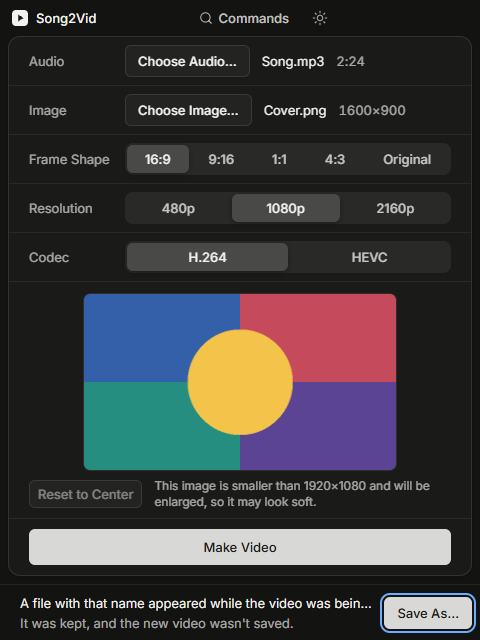 Song2Vid
Commands
Audio
Choose Audio...
Song.mp3
2:24
Image
Choose Image...
Cover.png
1600×900
Frame Shape
16:9
9:16
1:1
4:3
Original
Resolution
480p
1080p
2160p
Codec
H.264
HEVC
Reset to Center
This image is smaller than 1920×1080 and will be
enlarged, so it may look soft.
Make Video
A file with that name appeared while the video was bein...
It was kept, and the new video wasn't saved.
Save As...